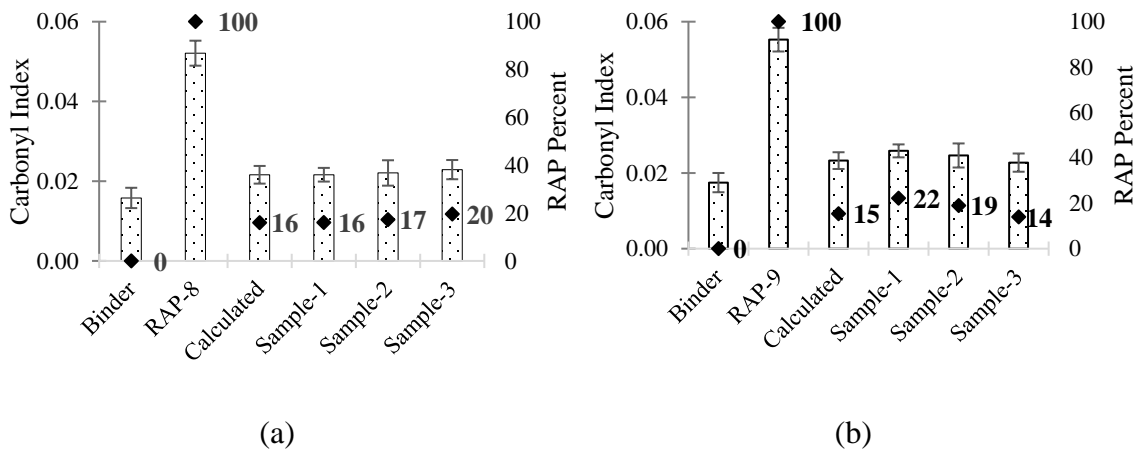 Carbonyl Index
0.06
0.04
0.02
0.00
100
0
16
16
17
20
100
80
60
40
20
0
RAP Percent
Binder
RAP-8
Calculated
Sample-1
Sample-2
Sample-3
(a)
Carbonyl Index
0.06
0.04
0.02
0.00
100
0
15
22
19
14
100
80
60
40
20
0
RAP Percent
Binder
RAP-9
Calculated
Sample-1
Sample-2
Sample-3
(b)